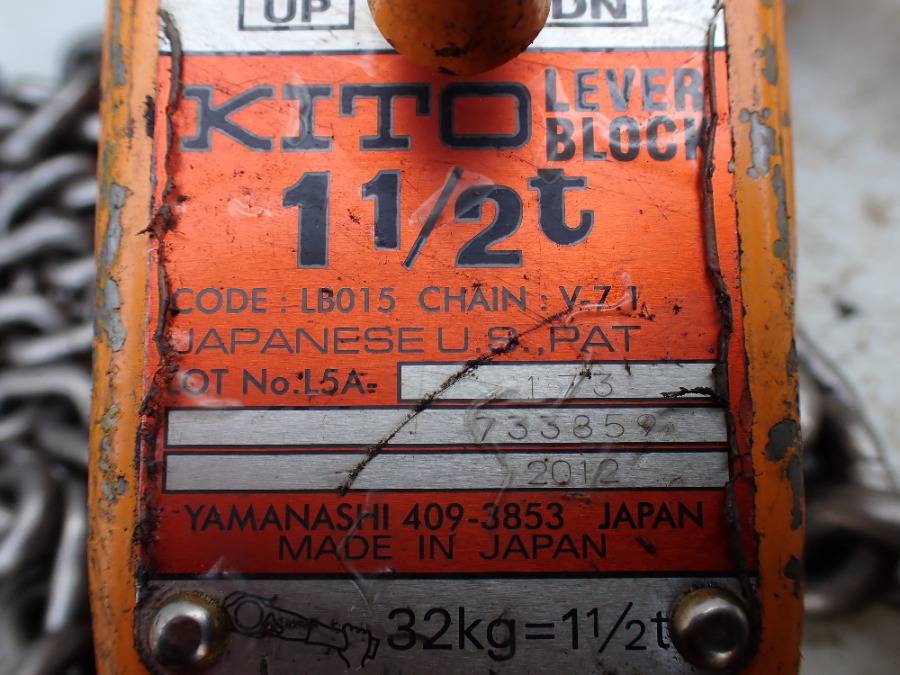 UP DN
KITO LEVER BLOCK
1 1/2t
CODE : LB015 CHAIN : V-7.1
JAPANESE U.S.,PAT
LOT No:L5A- 173
733859
2012
YAMANASHI 409-3853 JAPAN
MADE IN JAPAN
32kg=1 1/2t